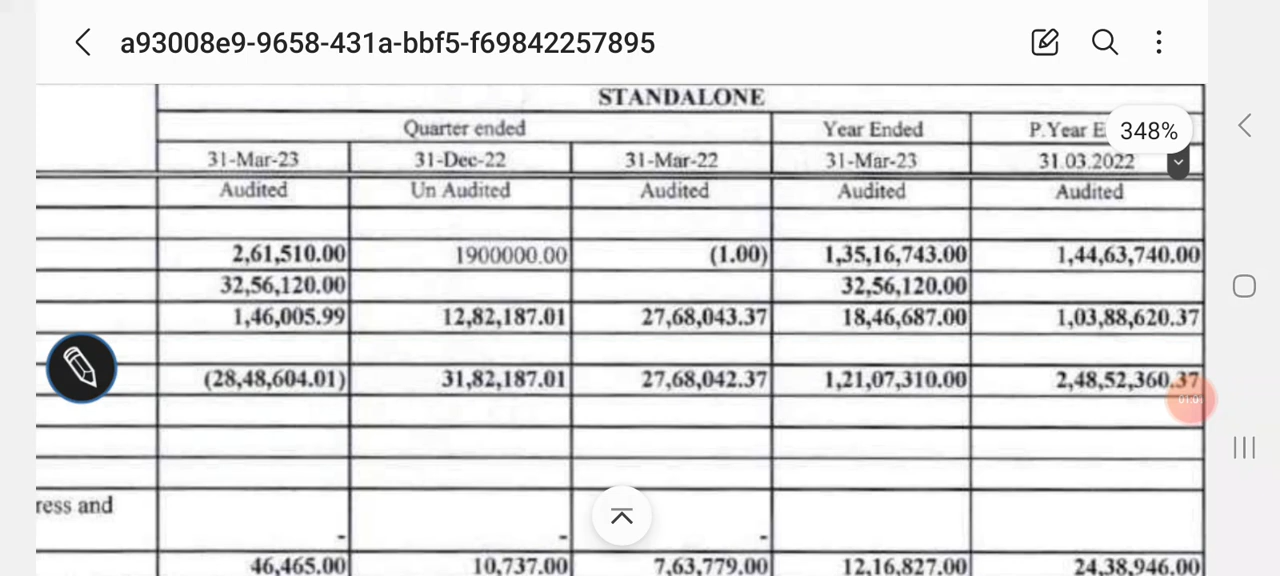 a93008e9-9658-431a-bbf5-f69842257895
STANDALONE
Quarter ended Year Ended P.Year E
348%
31-Mar-23 31-Dec-22 31-Mar-22 31-Mar-23 31.03.2022
Audited Un Audited Audited Audited Audited
2,61,510.00 1900000.00 (1.00) 1,35,16,743.00 1,44,63,740.00
32,56,120.00 32,56,120.00
1,46,005.99 12,82,187.01 27,68,043.37 18,46,687.00 1,03,88,620.37
(28,48,604.01) 31,82,187.01 27,68,042.37 1,21,07,310.00 2,48,52,360.37
ress and
- - -
46,465.00 10,737.00 7,63,779.00 12,16,827.00 24,38,946.00